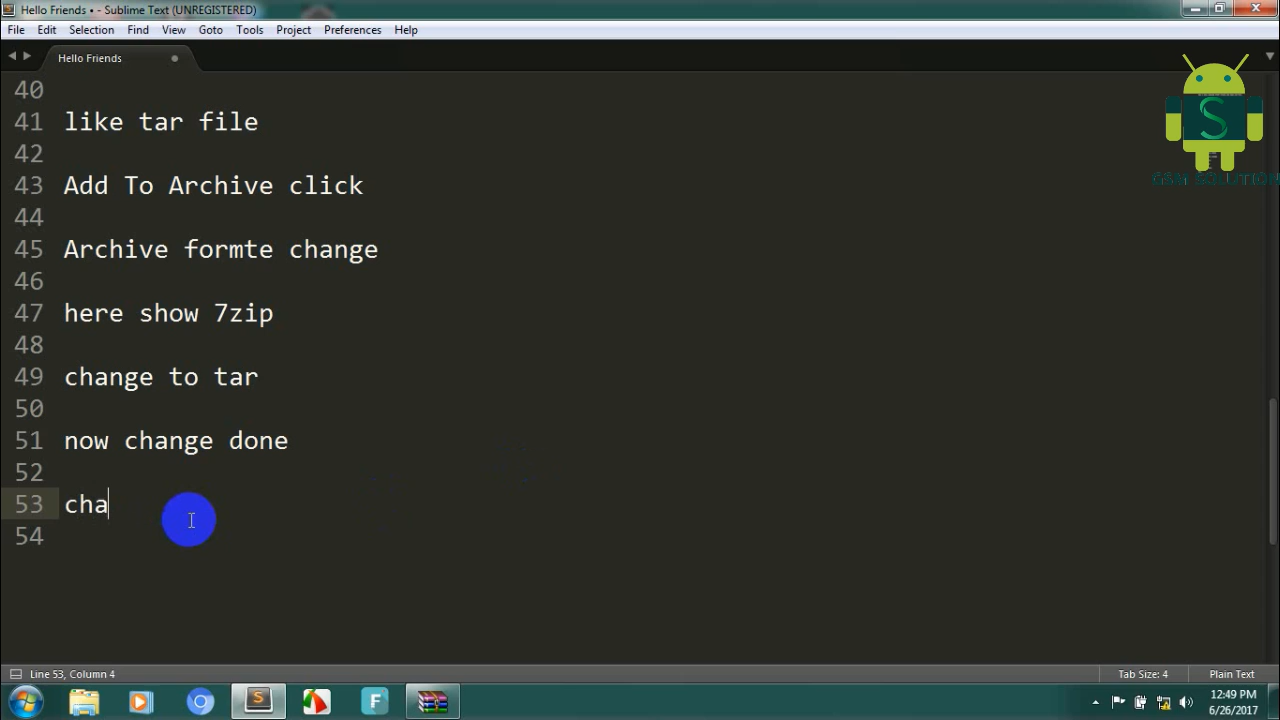 Hello Friends • - Sublime Text (UNREGISTERED)
File Edit Selection Find View Goto Tools Project Preferences Help
Hello Friends
40
41 like tar file
42
43 Add To Archive click
44
45 Archive formte change
46
47 here show 7zip
48
49 change to tar
50
51 now change done
52
53 cha
54
S
GSM SOLUTION
Line 53, Column 4 Tab Size: 4 Plain Text
12:49 PM
6/26/2017